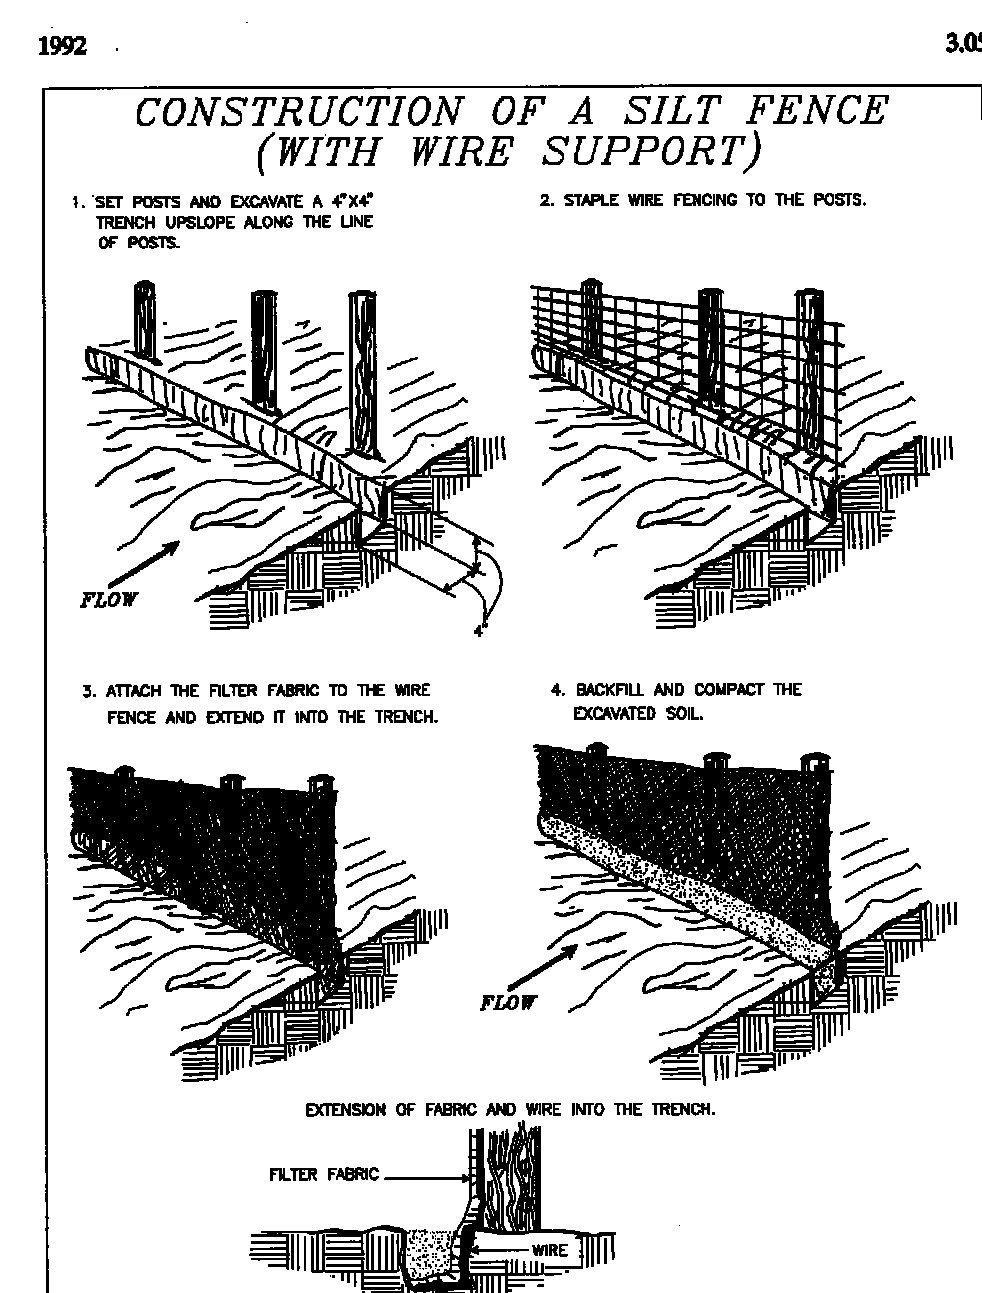 1992
3.05
CONSTRUCTION OF A SILT FENCE
(WITH WIRE SUPPORT)
1. SET POSTS AND EXCAVATE A 4"X4"
TRENCH UPSLOPE ALONG THE LINE
OF POSTS.
2. STAPLE WIRE FENCING TO THE POSTS.
FLOW
4"
3. ATTACH THE FILTER FABRIC TO THE WIRE
FENCE AND EXTEND IT INTO THE TRENCH.
4. BACKFILL AND COMPACT THE
EXCAVATED SOIL.
FLOW
EXTENSION OF FABRIC AND WIRE INTO THE TRENCH.
FILTER FABRIC
WIRE